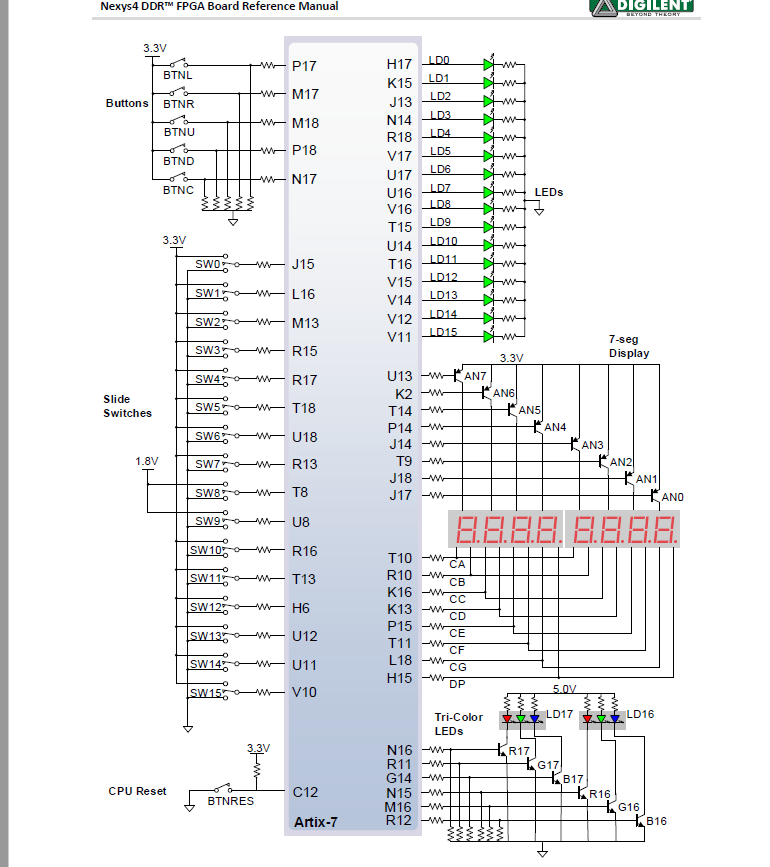 Nexys4 DDR™ FPGA Board Reference Manual
DIGILENT
BEYOND THEORY
3.3V
BTNL
BTNR
BTNU
BTND
BTNC
Buttons
P17
M17
M18
P18
N17
3.3V
SW0
SW1
SW2
SW3
SW4
SW5
SW6
SW7
SW8
SW9
SW10
SW11
SW12
SW13
SW14
SW15
Slide
Switches
1.8V
J15
L16
M13
R15
R17
T18
U18
R13
T8
U8
R16
T13
H6
U12
U11
V10
3.3V
CPU Reset
BTNRES
C12
Artix-7
H17 LD0
K15 LD1
J13 LD2
N14 LD3
R18 LD4
V17 LD5
U17 LD6
U16 LD7
V16 LD8
T15 LD9
U14 LD10
T16 LD11
V15 LD12
V14 LD13
V12 LD14
V11 LD15
LEDs
7-seg
Display
3.3V
U13 AN7
K2 AN6
T14 AN5
P14 AN4
J14 AN3
T9 AN2
J18 AN1
J17 AN0
8.8.8.8. 8.8.8.8.
T10 CA
R10 CB
K16 CC
K13 CD
P15 CE
T11 CF
L18 CG
H15 DP
5.0V
Tri-Color
LEDs
LD17
LD16
N16 R17
R11 G17
G14 B17
N15 R16
M16 G16
R12 B16